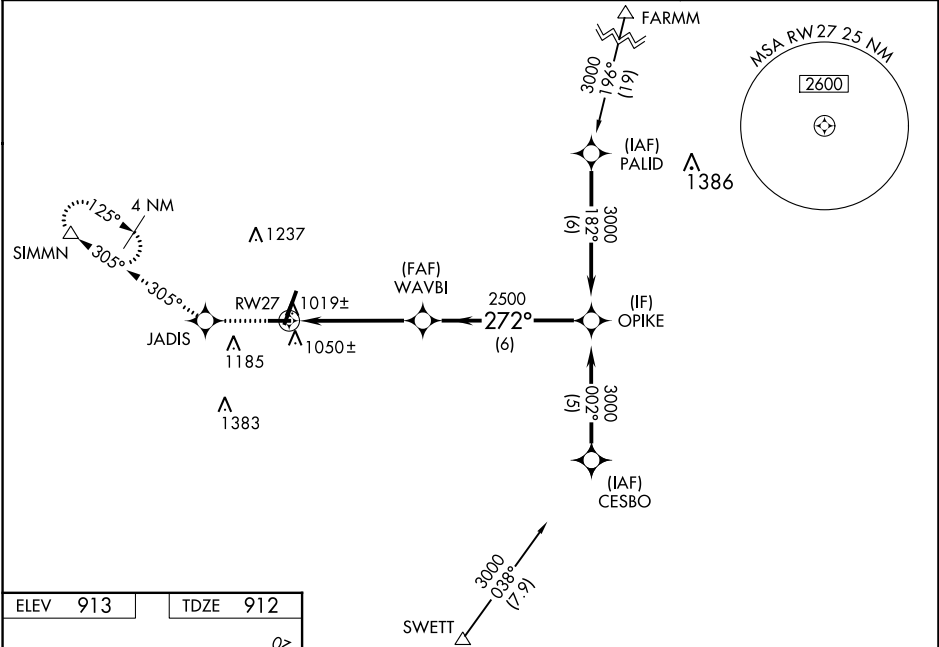 FARMM
3000
196°
(19)
MSA RW27 25 NM
2600
(IAF)
PALID
1386
3000
182°
(6)
125°
4 NM
SIMMN
305°
305°
1237
(FAF)
WAVBI
RW27
1019±
2500
272°
(6)
(IF)
OPIKE
JADIS
1185
1050±
1383
3000
002°
(5)
(IAF)
CESBO
3000
038°
(7.9)
SWETT
ELEV 913
TDZE 912